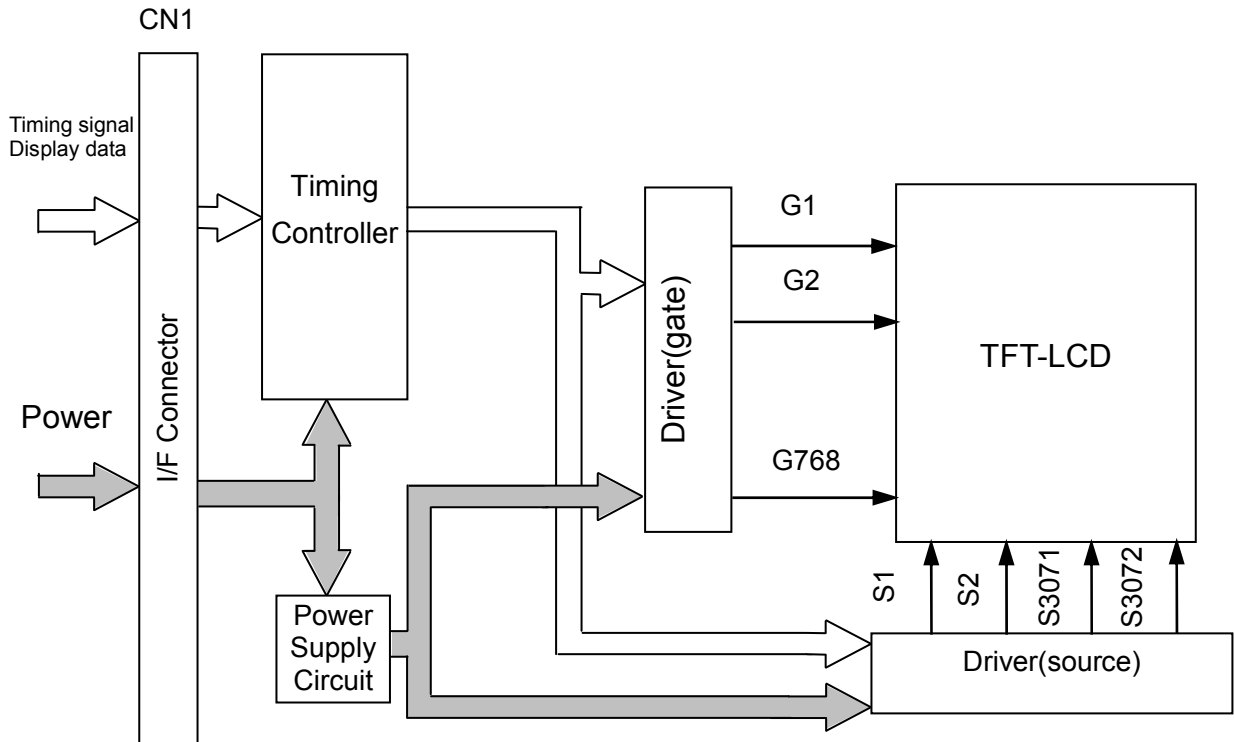 CN1
Timing signal
Display data
Power
I/F Connector
Timing
Controller
Power
Supply
Circuit
Driver(gate)
G1
G2
G768
TFT-LCD
S1
S2
S3071
S3072
Driver(source)